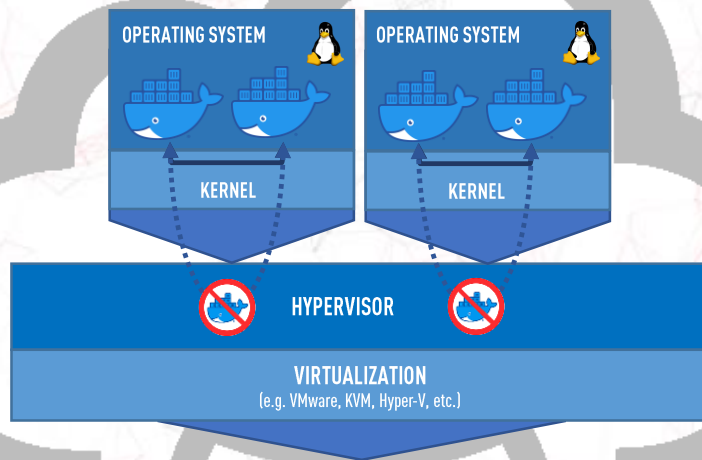 OPERATING SYSTEM
OPERATING SYSTEM
KERNEL
KERNEL
HYPERVISOR
VIRTUALIZATION
(e.g. VMware, KVM, Hyper-V, etc.)